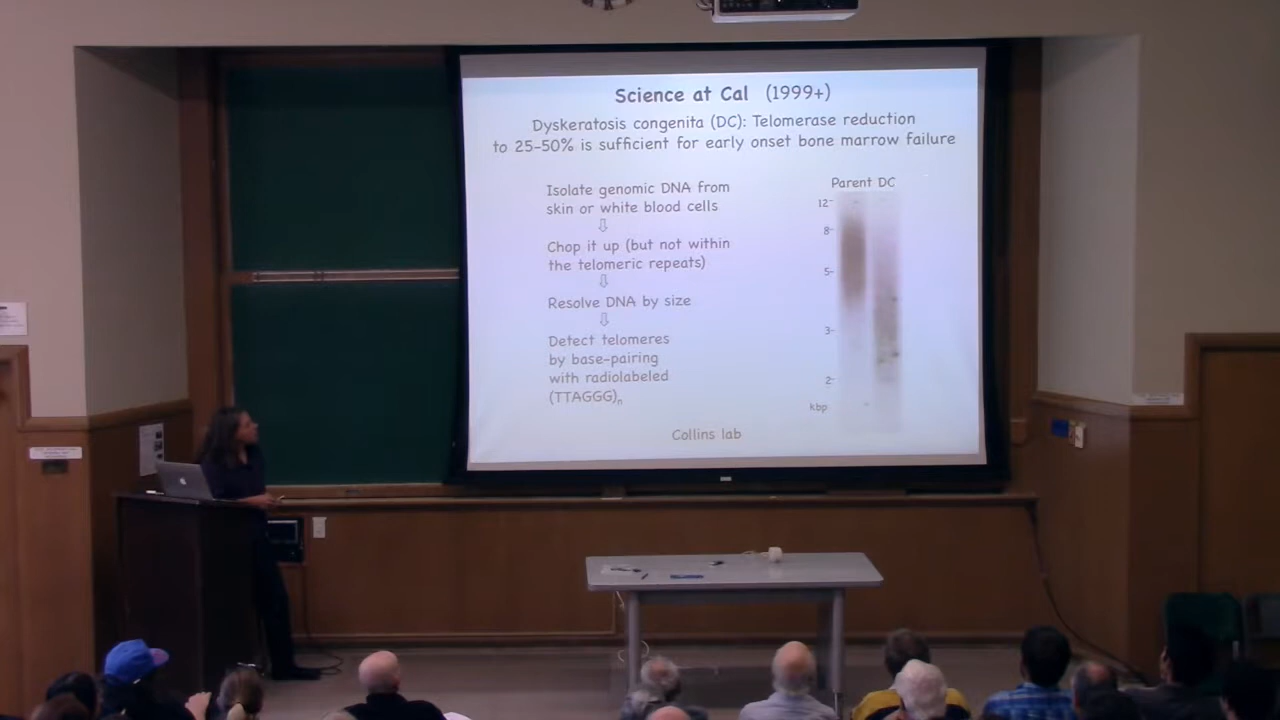 Science at Cal (1999+)
Dyskeratosis congenita (DC): Telomerase reduction
to 25-50% is sufficient for early onset bone marrow failure
Isolate genomic DNA from
skin or white blood cells
⇩
Chop it up (but not within
the telomeric repeats)
⇩
Resolve DNA by size
⇩
Detect telomeres
by base-pairing
with radiolabeled
(TTAGGG)n
Parent DC
12-
8-
5-
3-
2-
kbp
Collins lab